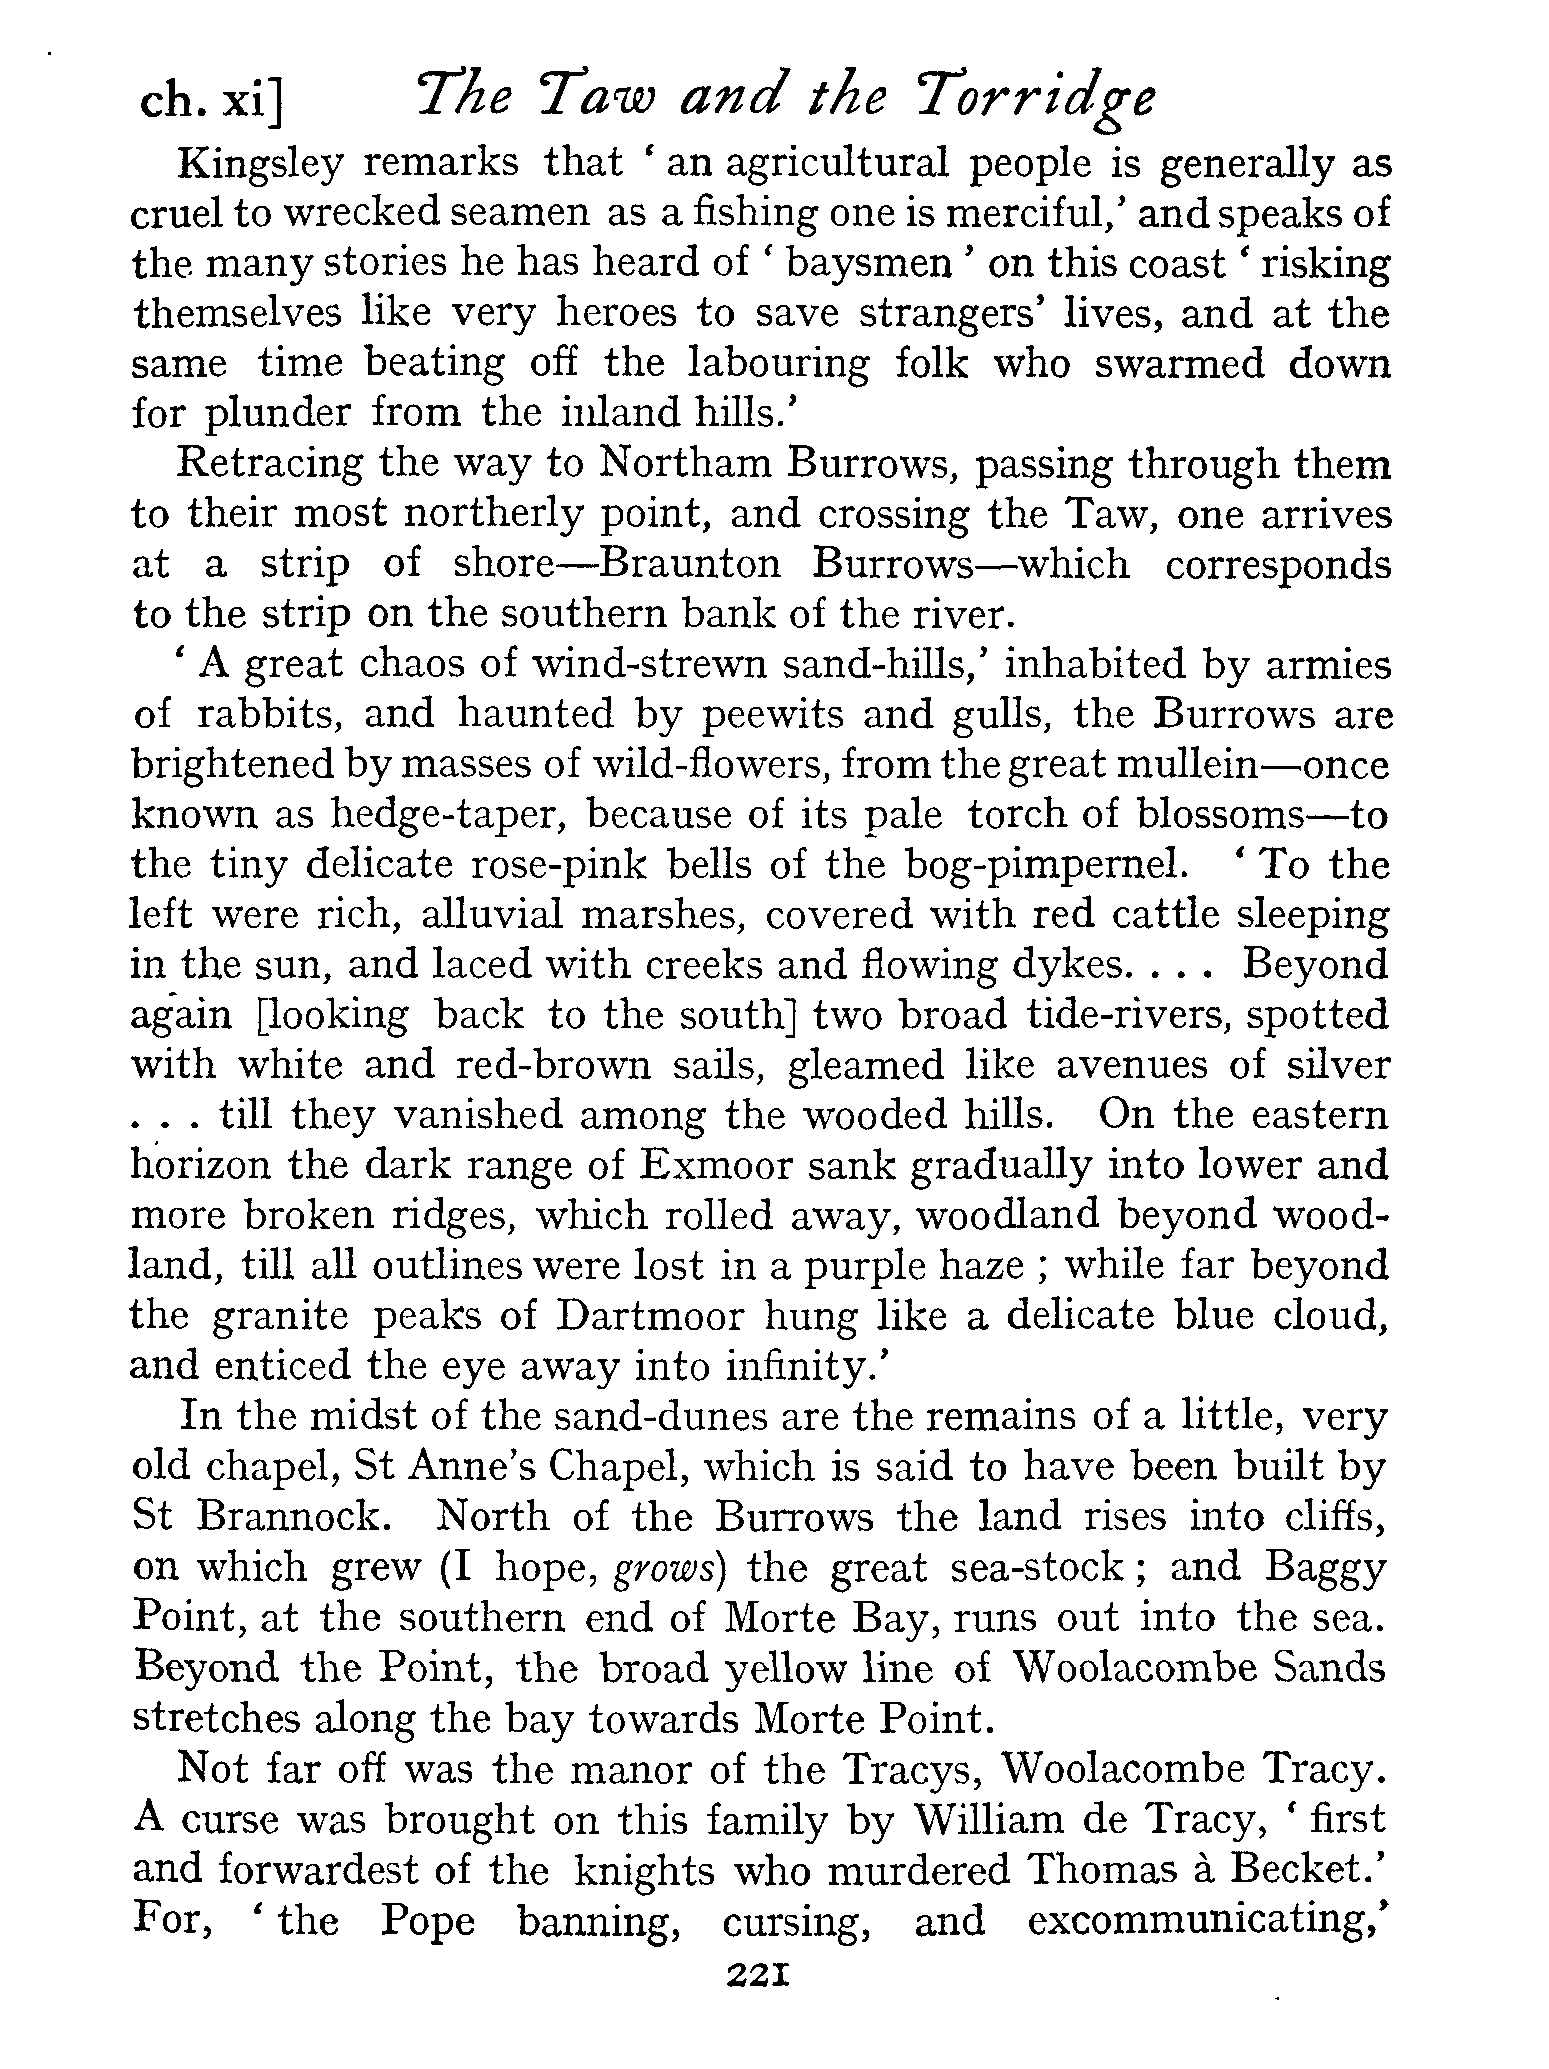 ch. xi] The Taw and the Torridge
Kingsley remarks that ‘ an agricultural people is generally as
cruel to wrecked seamen as a fishing one is merciful,’ and speaks of
the many stories he has heard of ‘ baysmen ’ on this coast ‘ risking
themselves like very heroes to save strangers’ lives, and at the
same time beating off the labouring folk who swarmed down
for plunder from the inland hills.’
Retracing the way to Northam Burrows, passing through them
to their most northerly point, and crossing the Taw, one arrives
at a strip of shore—Braunton Burrows—which corresponds
to the strip on the southern bank of the river.
‘ A great chaos of wind-strewn sand-hills,’ inhabited by armies
of rabbits, and haunted by peewits and gulls, the Burrows are
brightened by masses of wild-flowers, from the great mullein—once
known as hedge-taper, because of its pale torch of blossoms—to
the tiny delicate rose-pink bells of the bog-pimpernel. ‘ To the
left were rich, alluvial marshes, covered with red cattle sleeping
in the sun, and laced with creeks and flowing dykes. . . . Beyond
again [looking back to the south] two broad tide-rivers, spotted
with white and red-brown sails, gleamed like avenues of silver
. . . till they vanished among the wooded hills. On the eastern
horizon the dark range of Exmoor sank gradually into lower and
more broken ridges, which rolled away, woodland beyond wood-
land, till all outlines were lost in a purple haze ; while far beyond
the granite peaks of Dartmoor hung like a delicate blue cloud,
and enticed the eye away into infinity.’
In the midst of the sand-dunes are the remains of a little, very
old chapel, St Anne’s Chapel, which is said to have been built by
St Brannock. North of the Burrows the land rises into cliffs,
on which grew (I hope, grows) the great sea-stock ; and Baggy
Point, at the southern end of Morte Bay, runs out into the sea.
Beyond the Point, the broad yellow line of Woolacombe Sands
stretches along the bay towards Morte Point.
Not far off was the manor of the Tracys, Woolacombe Tracy.
A curse was brought on this family by William de Tracy, ‘ first
and forwardest of the knights who murdered Thomas à Becket.’
For, ‘ the Pope banning, cursing, and excommunicating,’
221